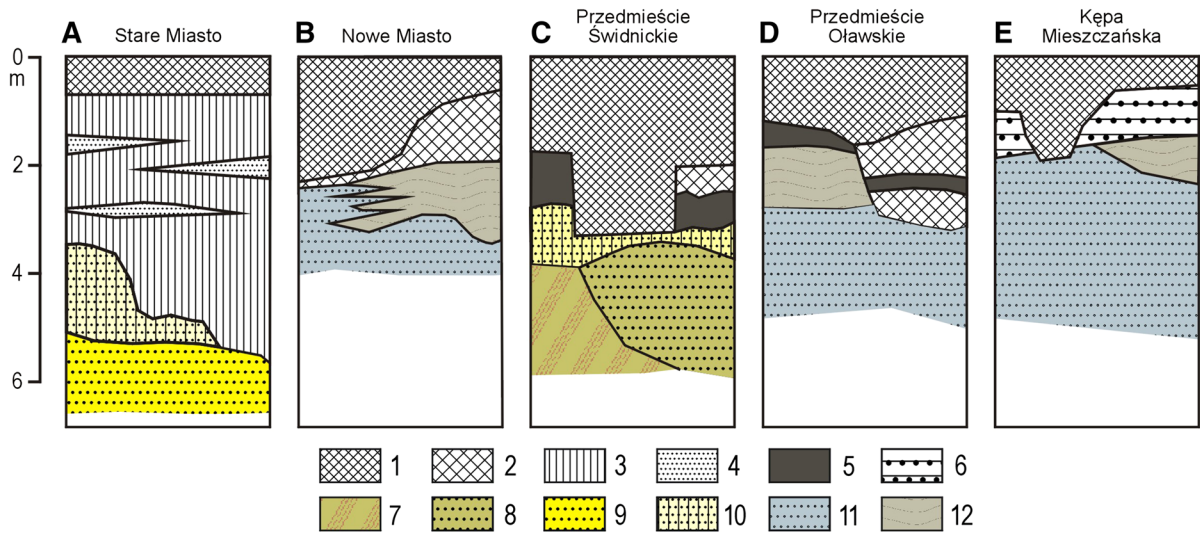 A Stare Miasto
B Nowe Miasto
C Przedmieście
Świdnickie
D Przedmieście
Oławskie
E Kępa
Mieszczańska
0
m
2
4
6
1 2 3 4 5 6
7 8 9 10 11 12